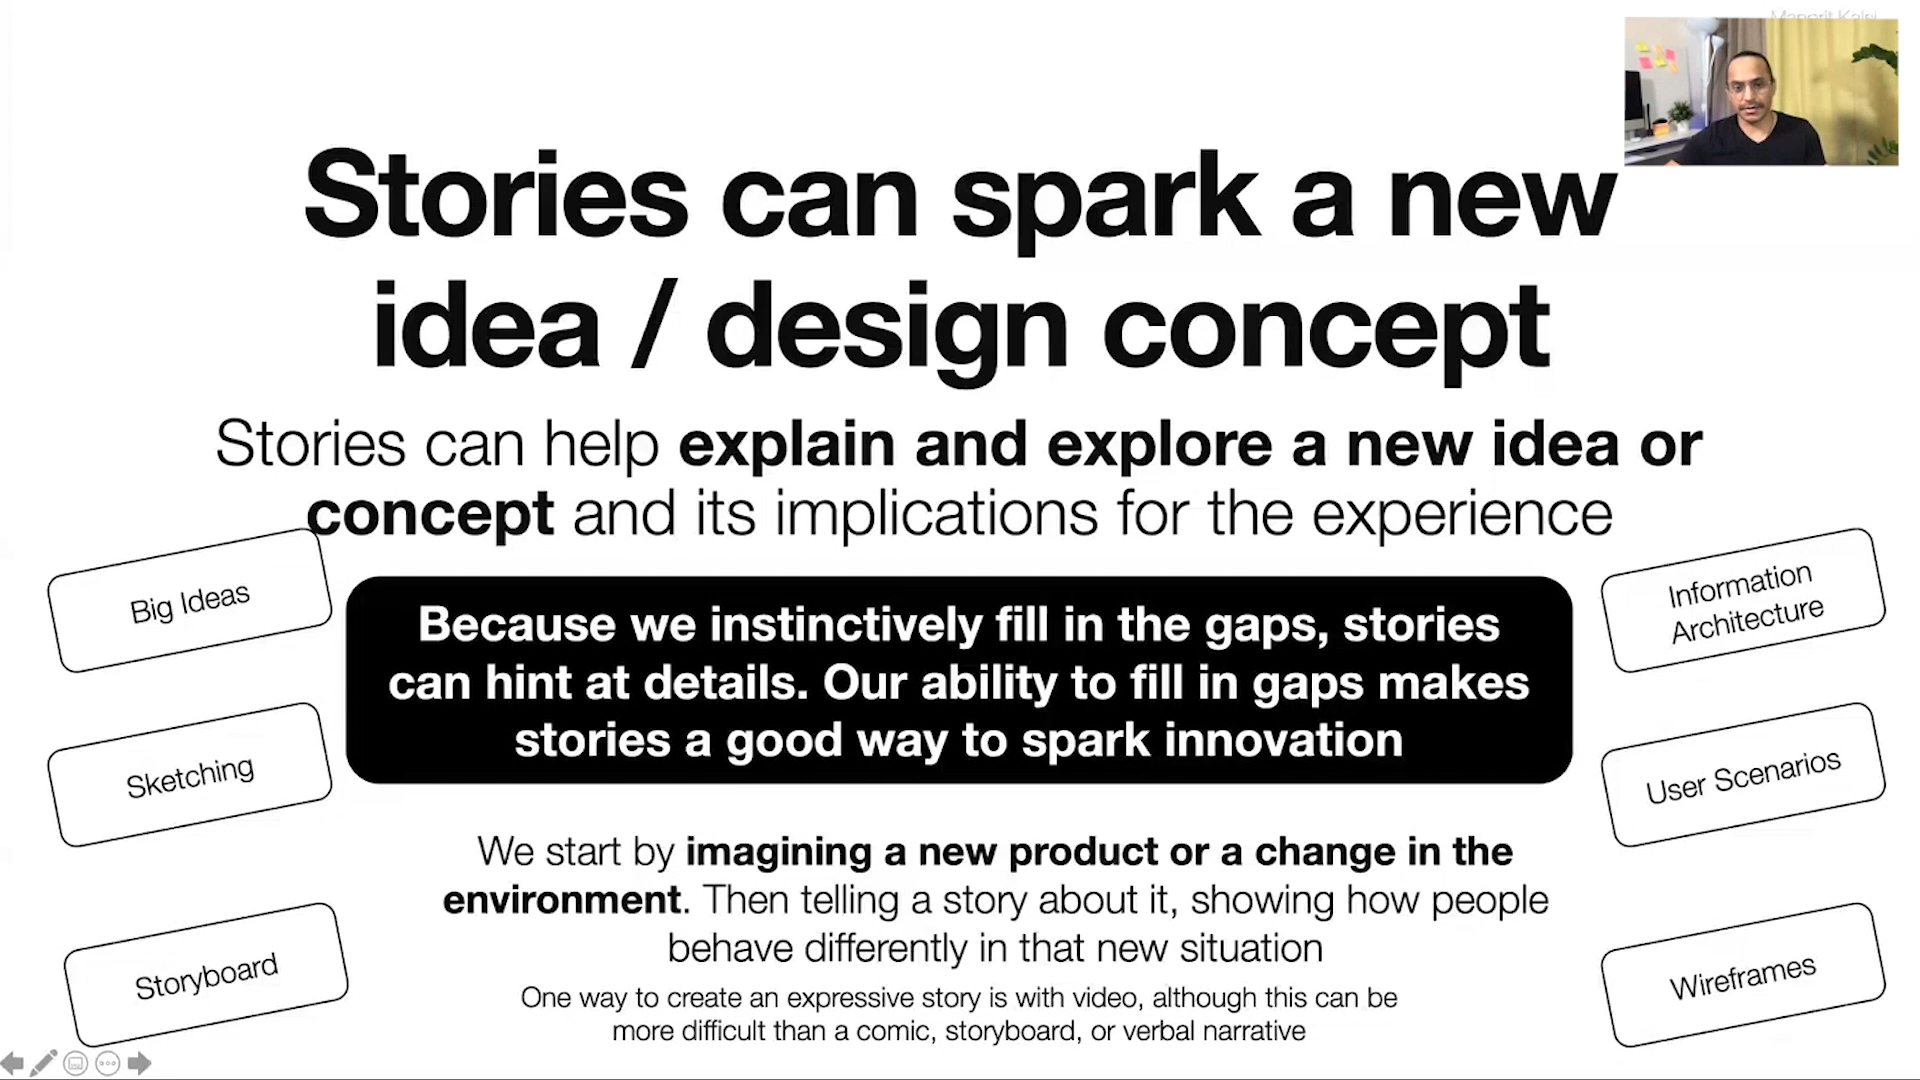 Stories can spark a new
idea / design concept
Stories can help explain and explore a new idea or
concept and its implications for the experience
Big Ideas
Information
Architecture
Because we instinctively fill in the gaps, stories
can hint at details. Our ability to fill in gaps makes
stories a good way to spark innovation
Sketching
User Scenarios
We start by imagining a new product or a change in the
environment. Then telling a story about it, showing how people
behave differently in that new situation
Storyboard
Wireframes
One way to create an expressive story is with video, although this can be
more difficult than a comic, storyboard, or verbal narrative